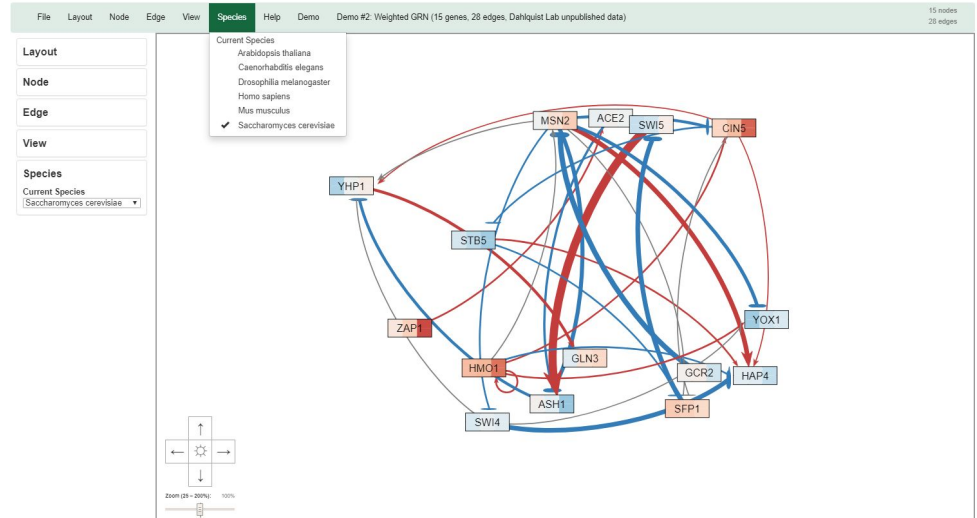 File Layout Node Edge View Species Help Demo Demo #2: Weighted GRN (15 genes, 28 edges, Dahlquist Lab unpublished data)
15 nodes
28 edges
Current Species
Arabidopsis thaliana
Caenorhabditis elegans
Drosophilia melanogaster
Homo sapiens
Mus musculus
✔ Saccharomyces cerevisiae
Layout
Node
Edge
View
Species
Current Species
Saccharomyces cerevisiae
MSN2
ACE2
SWI5
CIN5
YHP1
STB5
ZAP1
YOX1
GLN3
HMO1
GCR2
HAP4
ASH1
SFP1
SWI4
Zoom (25 – 200%): 100%